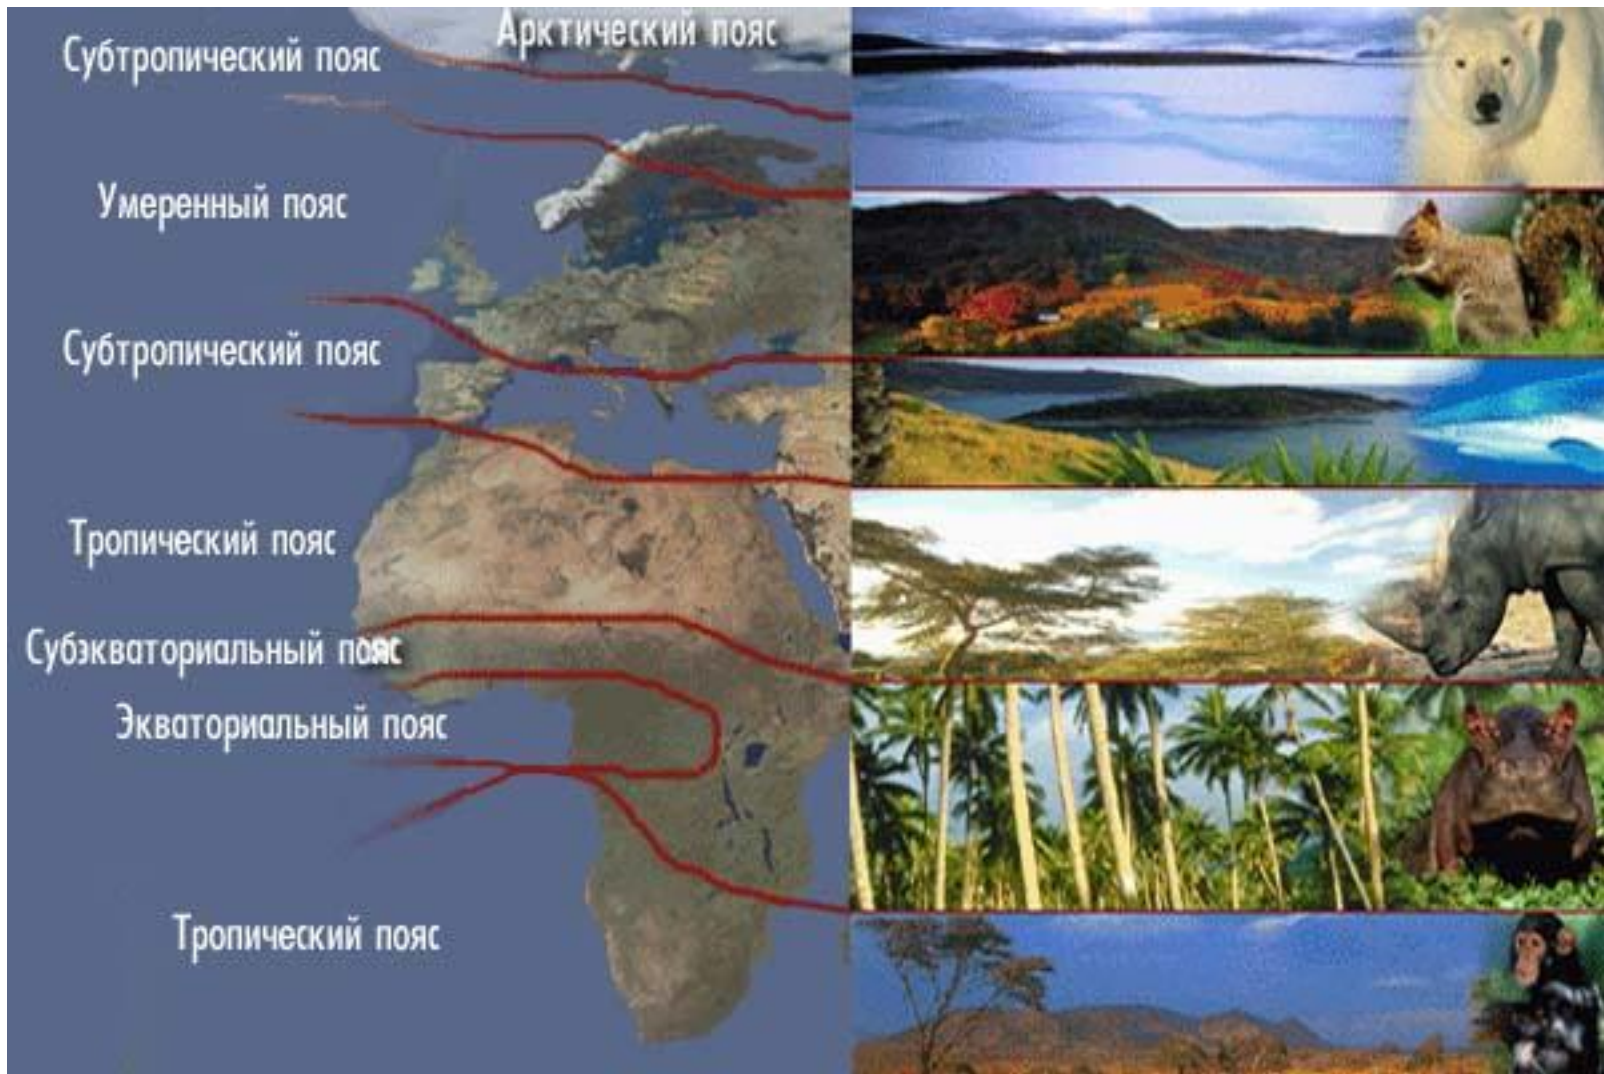 Арктический пояс
Субтропический пояс
Умеренный пояс
Субтропический пояс
Тропический пояс
Субэкваториальный пояс
Экваториальный пояс
Тропический пояс